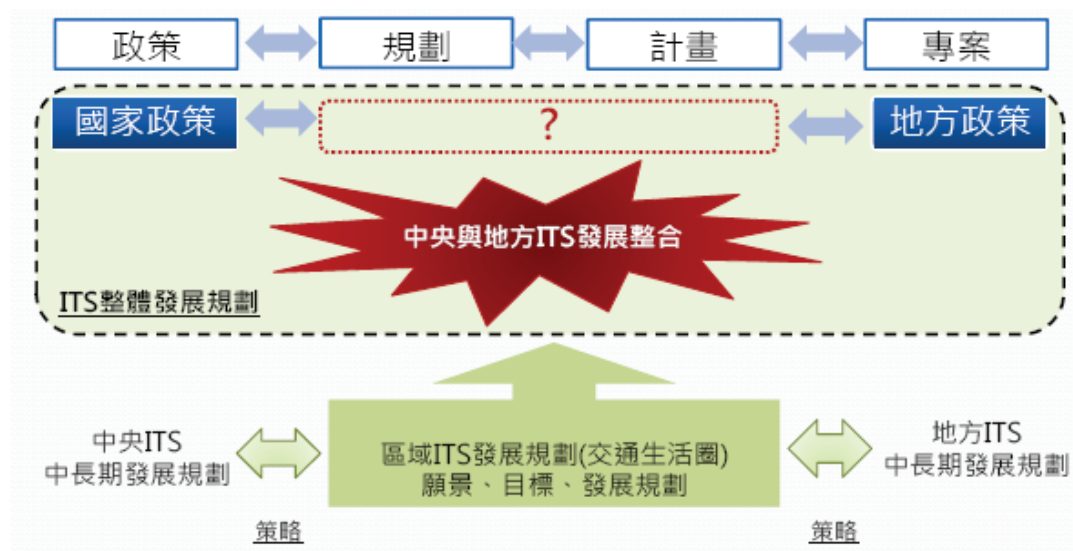 政策
規劃
計畫
專案
國家政策
?
地方政策
中央與地方ITS發展整合
ITS整體發展規劃
中央ITS
中長期發展規劃
區域ITS發展規劃(交通生活圈)
願景、目標、發展規劃
地方ITS
中長期發展規劃
策略
策略